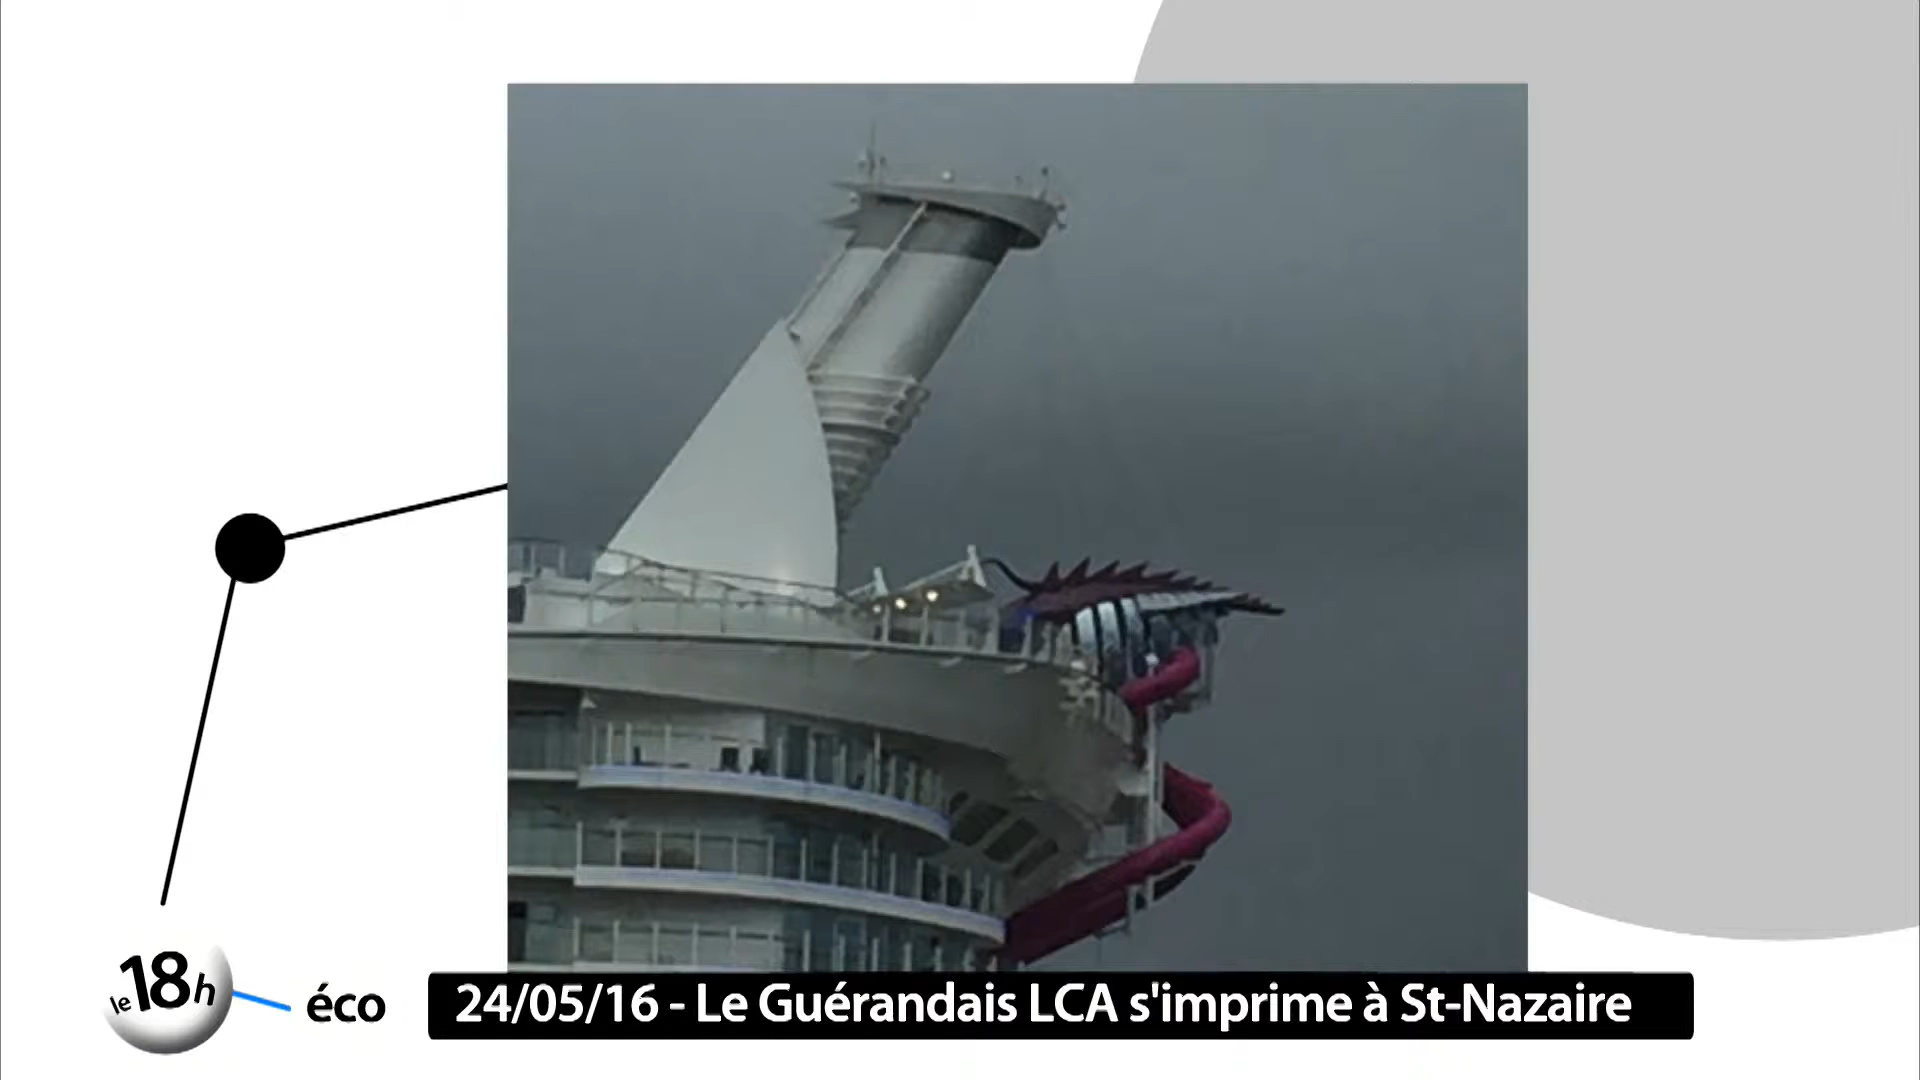 le 18h
éco
24/05/16 - Le Guérandais LCA s'imprime à St-Nazaire